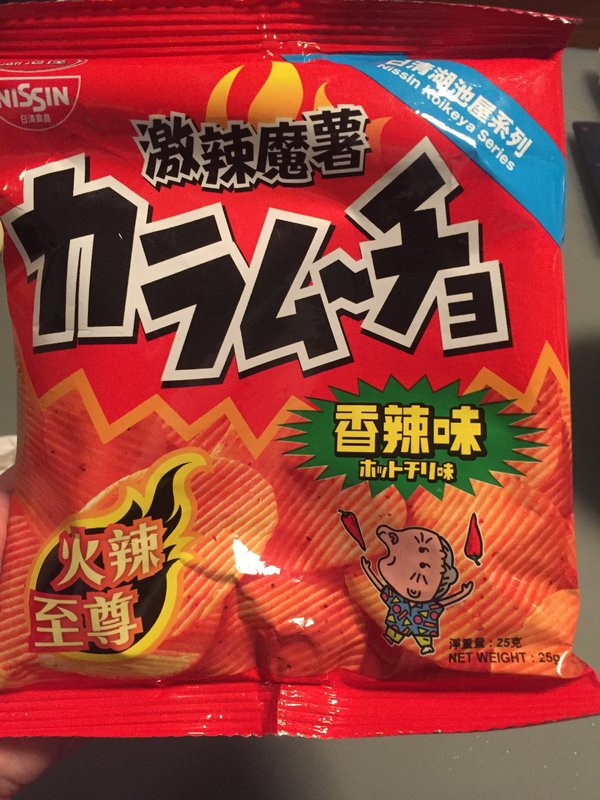 NISSIN
日清食品
日清湖池屋系列
Nissin Koikeya Series
激辣魔薯
カラムーチョ
香辣味
ホットチリ味
火辣
至尊
淨重量：25克
NET WEIGHT : 25g